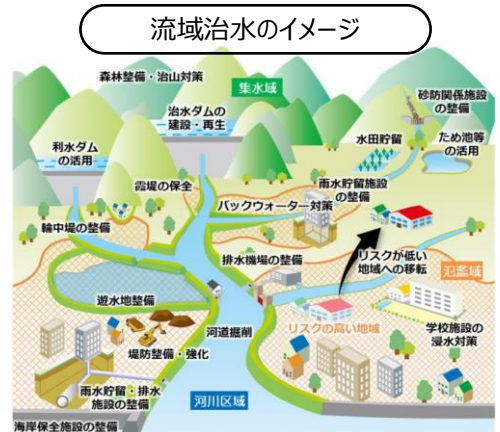 流域治水のイメージ
森林整備・治山対策
集水域
砂防関係施設
の整備
治水ダムの
建設・再生
水田貯留
ため池等
の活用
利水ダム
の活用
雨水貯留施設
の整備
霞堤の保全
バックウォーター対策
輪中堤の整備
排水機場の整備
リスクが低い
地域への移転
氾濫域
遊水地整備
河道掘削
リスクの高い地域
学校施設の
浸水対策
堤防整備・強化
雨水貯留・排水
施設の整備
河川区域
海岸保全施設の整備